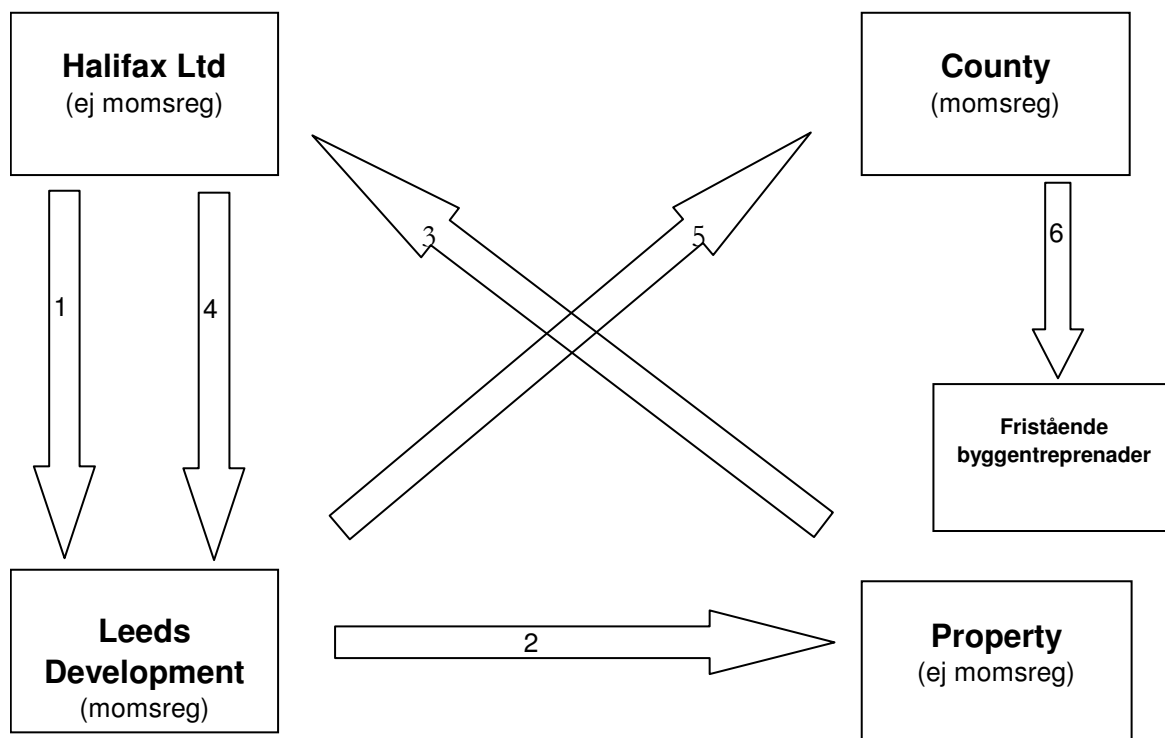 Halifax Ltd
(ej momsreg)
County
(momsreg)
3
5
6
1
4
Fristående
byggentreprenader
Leeds
Development
(momsreg)
2
Property
(ej momsreg)